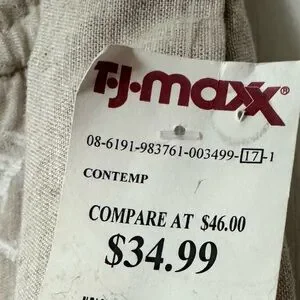 T·J·maxx®
08-6191-983761-003499-17-1
CONTEMP
COMPARE AT $46.00
$34.99